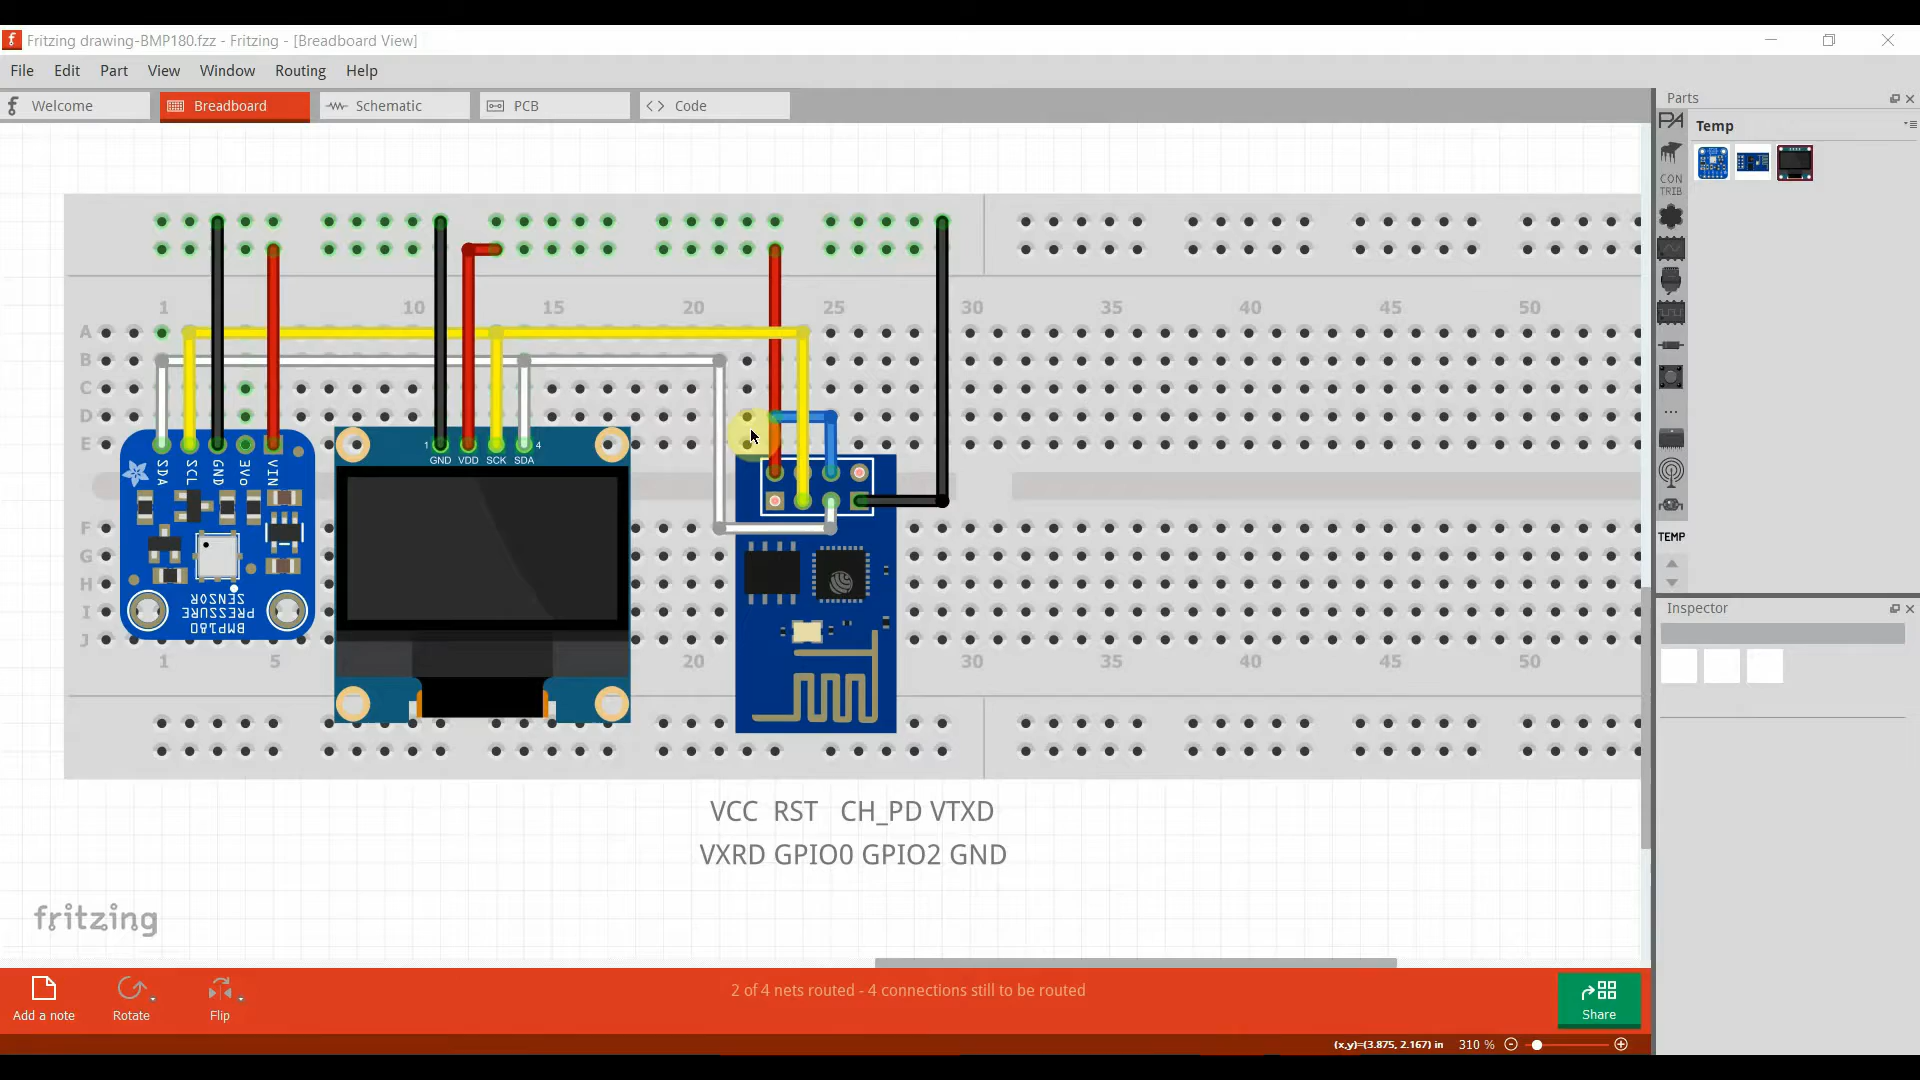 Fritzing drawing-BMP180.fzz - Fritzing - [Breadboard View]
File Edit Part View Window Routing Help
Welcome Breadboard Schematic PCB Code
Parts
Temp
CON
TRIB
TEMP
Inspector
1 10 15 20 25 30 35 40 45 50
A
B
C
D
E
F
G
H
I
J
SDA SCL GND 3Vo VIN
BMP180
PRESSURE
SENSOR
1 4
GND VDD SCK SDA
1 5 20 25 30 35 40 45 50
VCC RST CH_PD VTXD
VXRD GPIO0 GPIO2 GND
fritzing
Add a note Rotate Flip
2 of 4 nets routed - 4 connections still to be routed
Share
(x,y)=(3.875, 2.167) in 310 %